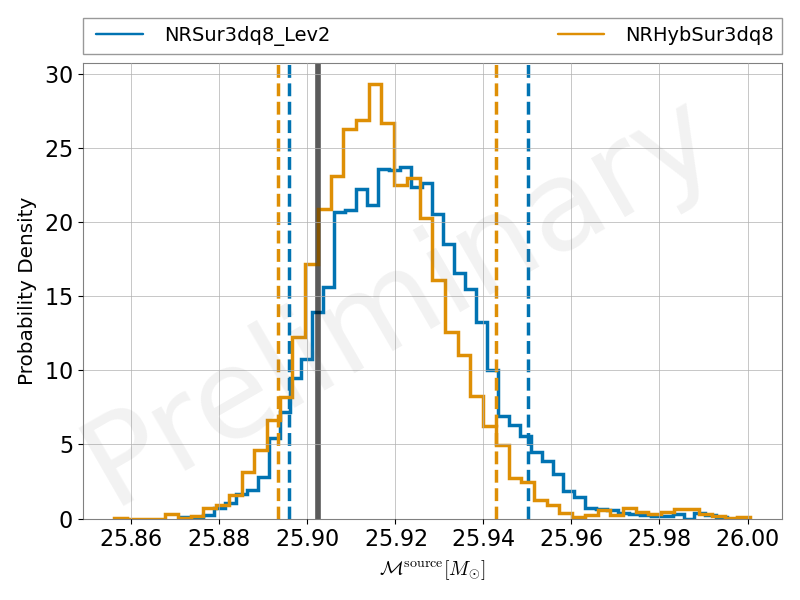 NRSur3dq8_Lev2 NRHybSur3dq8
30
25
20
15
10
5
0
Probability Density
Preliminary
25.86 25.88 25.90 25.92 25.94 25.96 25.98 26.00
ℳ^source [M_⊙]